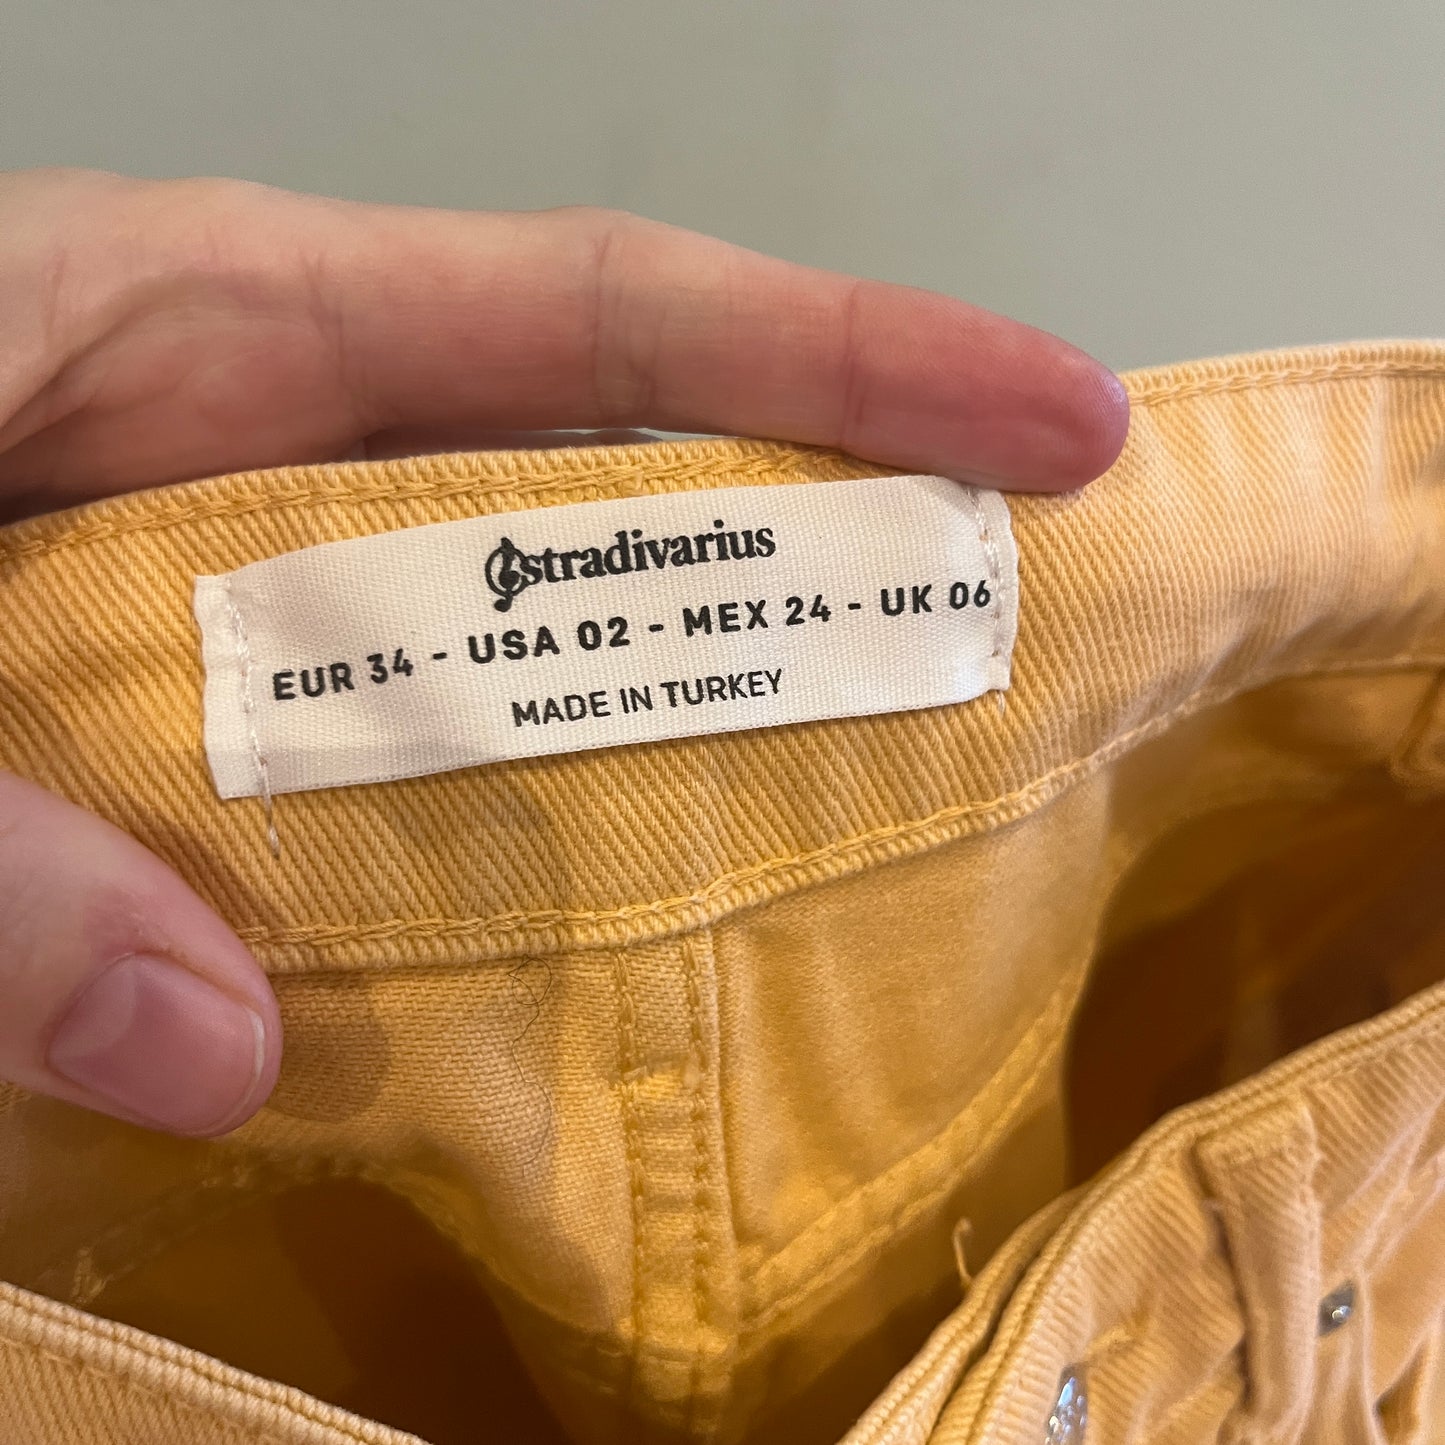 stradivarius
EUR 34 - USA 02 - MEX 24 - UK 06
MADE IN TURKEY